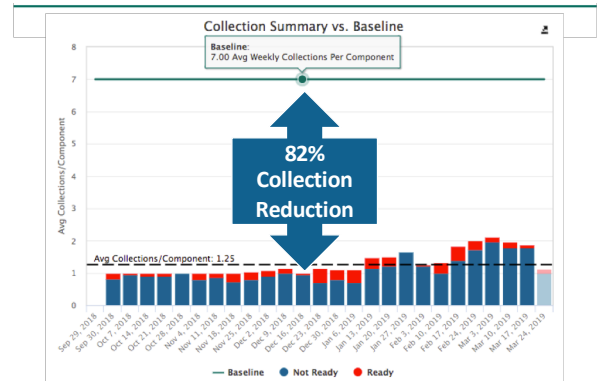 Collection Summary vs. Baseline
Baseline:
7.00 Avg Weekly Collections Per Component
8
7
6
5
4
3
2
1
0
Avg Collections/Component
82%
Collection
Reduction
Avg Collections/Component: 1.25
Sep 29, 2018
Sep 30, 2018
Oct 7, 2018
Oct 14, 2018
Oct 21, 2018
Oct 28, 2018
Nov 4, 2018
Nov 11, 2018
Nov 18, 2018
Nov 25, 2018
Dec 2, 2018
Dec 9, 2018
Dec 16, 2018
Dec 23, 2018
Dec 30, 2018
Jan 6, 2019
Jan 13, 2019
Jan 20, 2019
Jan 27, 2019
Feb 3, 2019
Feb 10, 2019
Feb 17, 2019
Feb 24, 2019
Mar 3, 2019
Mar 10, 2019
Mar 17, 2019
Mar 24, 2019
Baseline
Not Ready
Ready